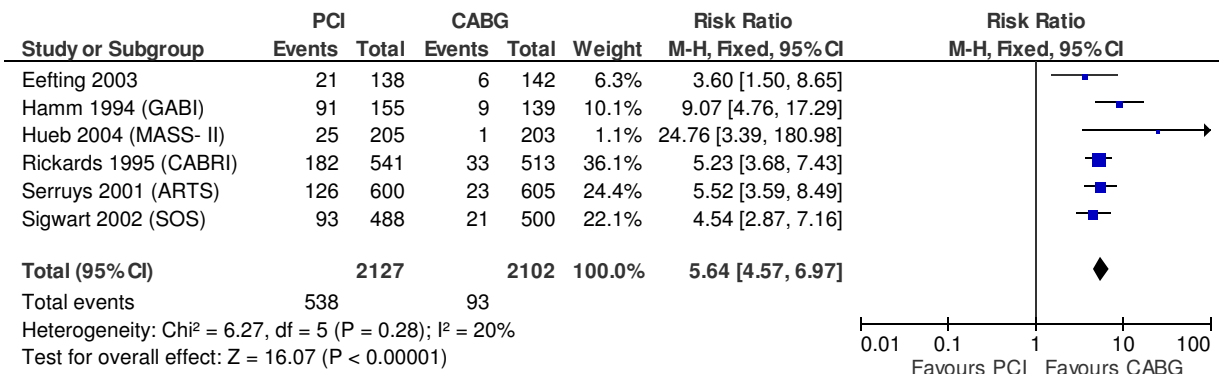 PCI CABG Risk Ratio Risk Ratio
Study or Subgroup Events Total Events Total Weight M-H, Fixed, 95% CI M-H, Fixed, 95% CI
Eefting 2003 21 138 6 142 6.3% 3.60 [1.50, 8.65]
Hamm 1994 (GABI) 91 155 9 139 10.1% 9.07 [4.76, 17.29]
Hueb 2004 (MASS- II) 25 205 1 203 1.1% 24.76 [3.39, 180.98]
Rickards 1995 (CABRI) 182 541 33 513 36.1% 5.23 [3.68, 7.43]
Serruys 2001 (ARTS) 126 600 23 605 24.4% 5.52 [3.59, 8.49]
Sigwart 2002 (SOS) 93 488 21 500 22.1% 4.54 [2.87, 7.16]
Total (95% CI) 2127 2102 100.0% 5.64 [4.57, 6.97]
Total events 538 93
Heterogeneity: Chi² = 6.27, df = 5 (P = 0.28); I² = 20%
Test for overall effect: Z = 16.07 (P < 0.00001)
0.01 0.1 1 10 100
Favours PCI Favours CABG